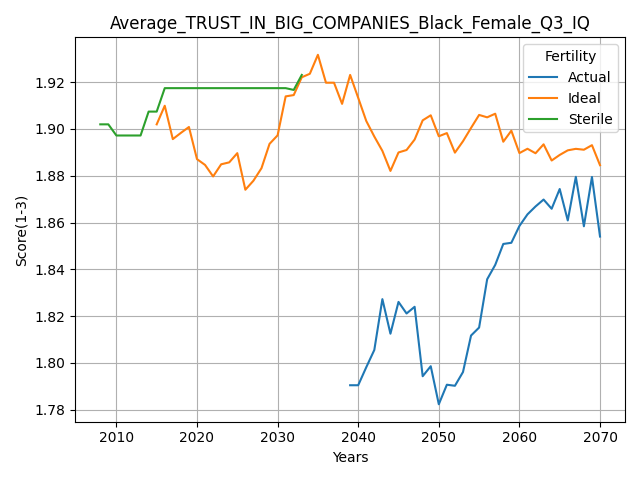 Average_TRUST_IN_BIG_COMPANIES_Black_Female_Q3_IQ
Fertility
Actual
Ideal
Sterile
Score(1-3)
1.92
1.90
1.88
1.86
1.84
1.82
1.80
1.78
2010 2020 2030 2040 2050 2060 2070
Years